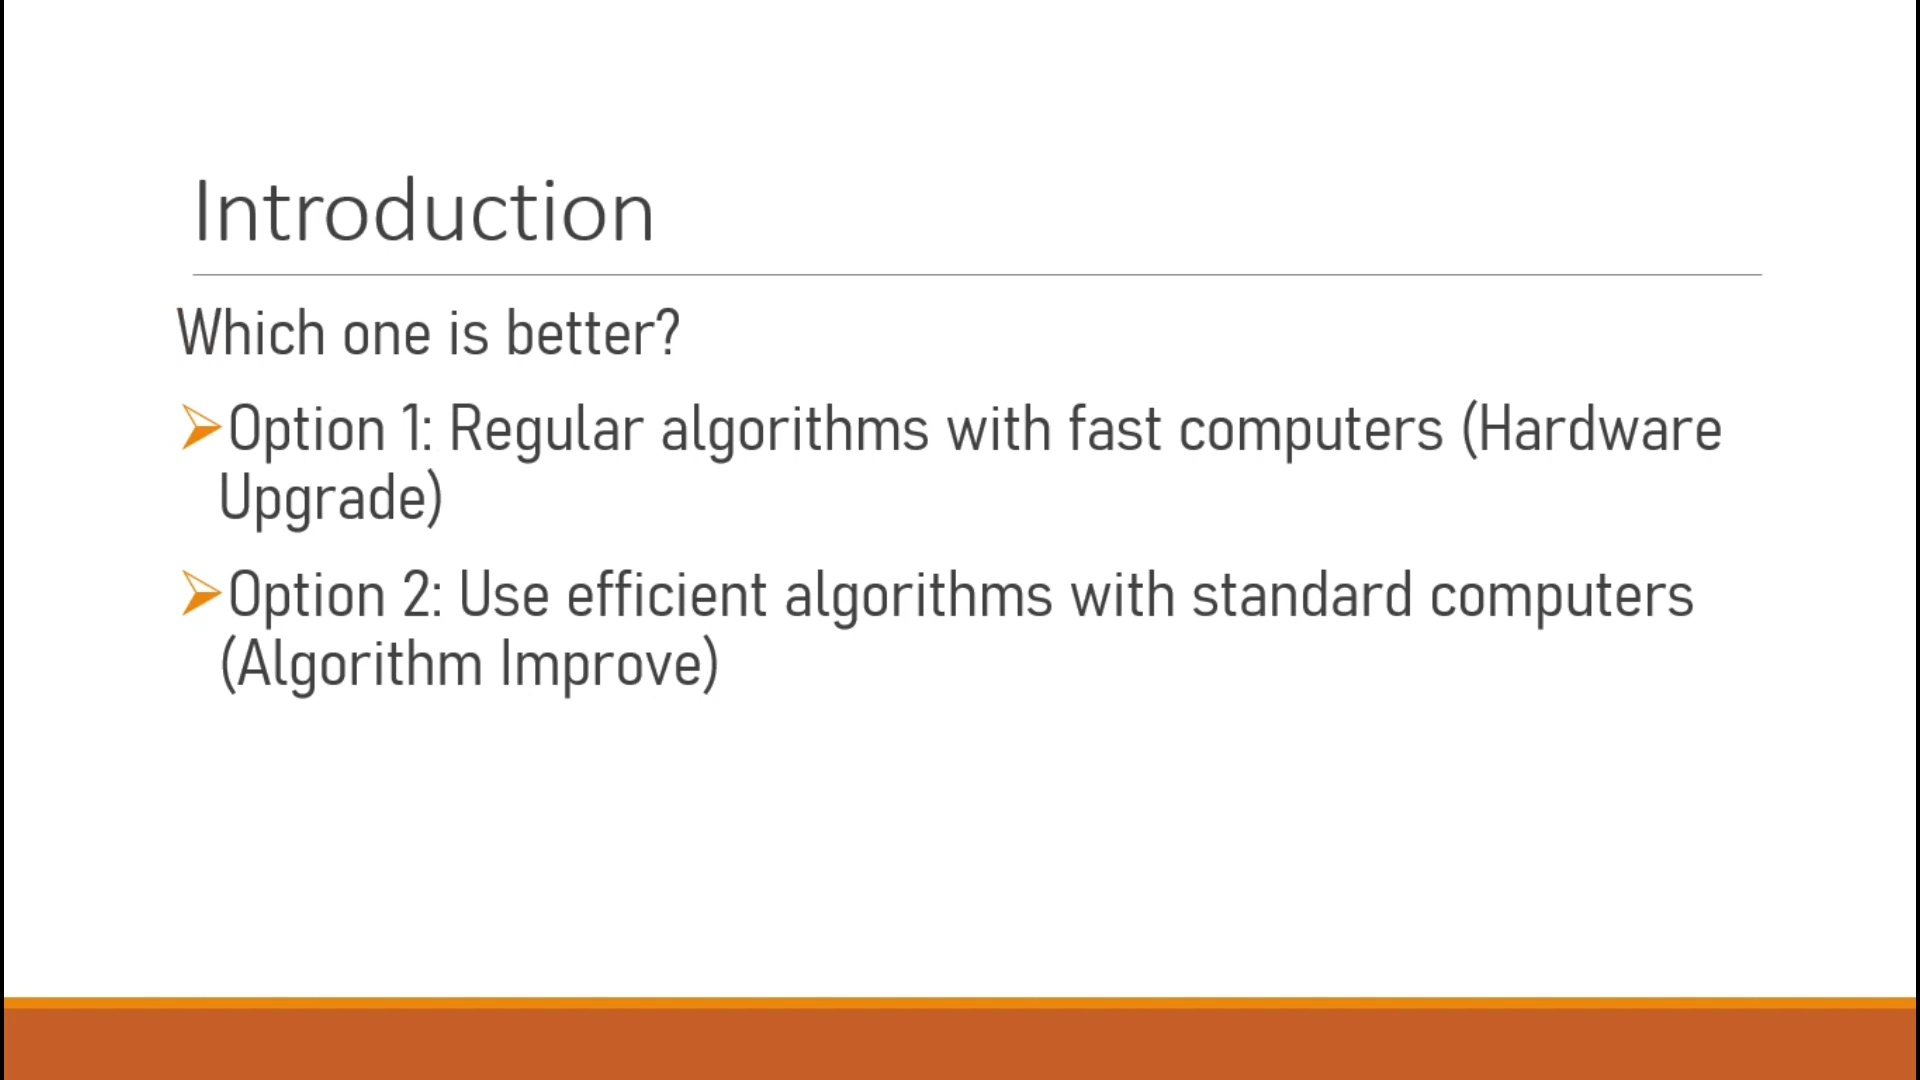 Introduction
Which one is better?
Option 1: Regular algorithms with fast computers (Hardware
Upgrade)
Option 2: Use efficient algorithms with standard computers
(Algorithm Improve)